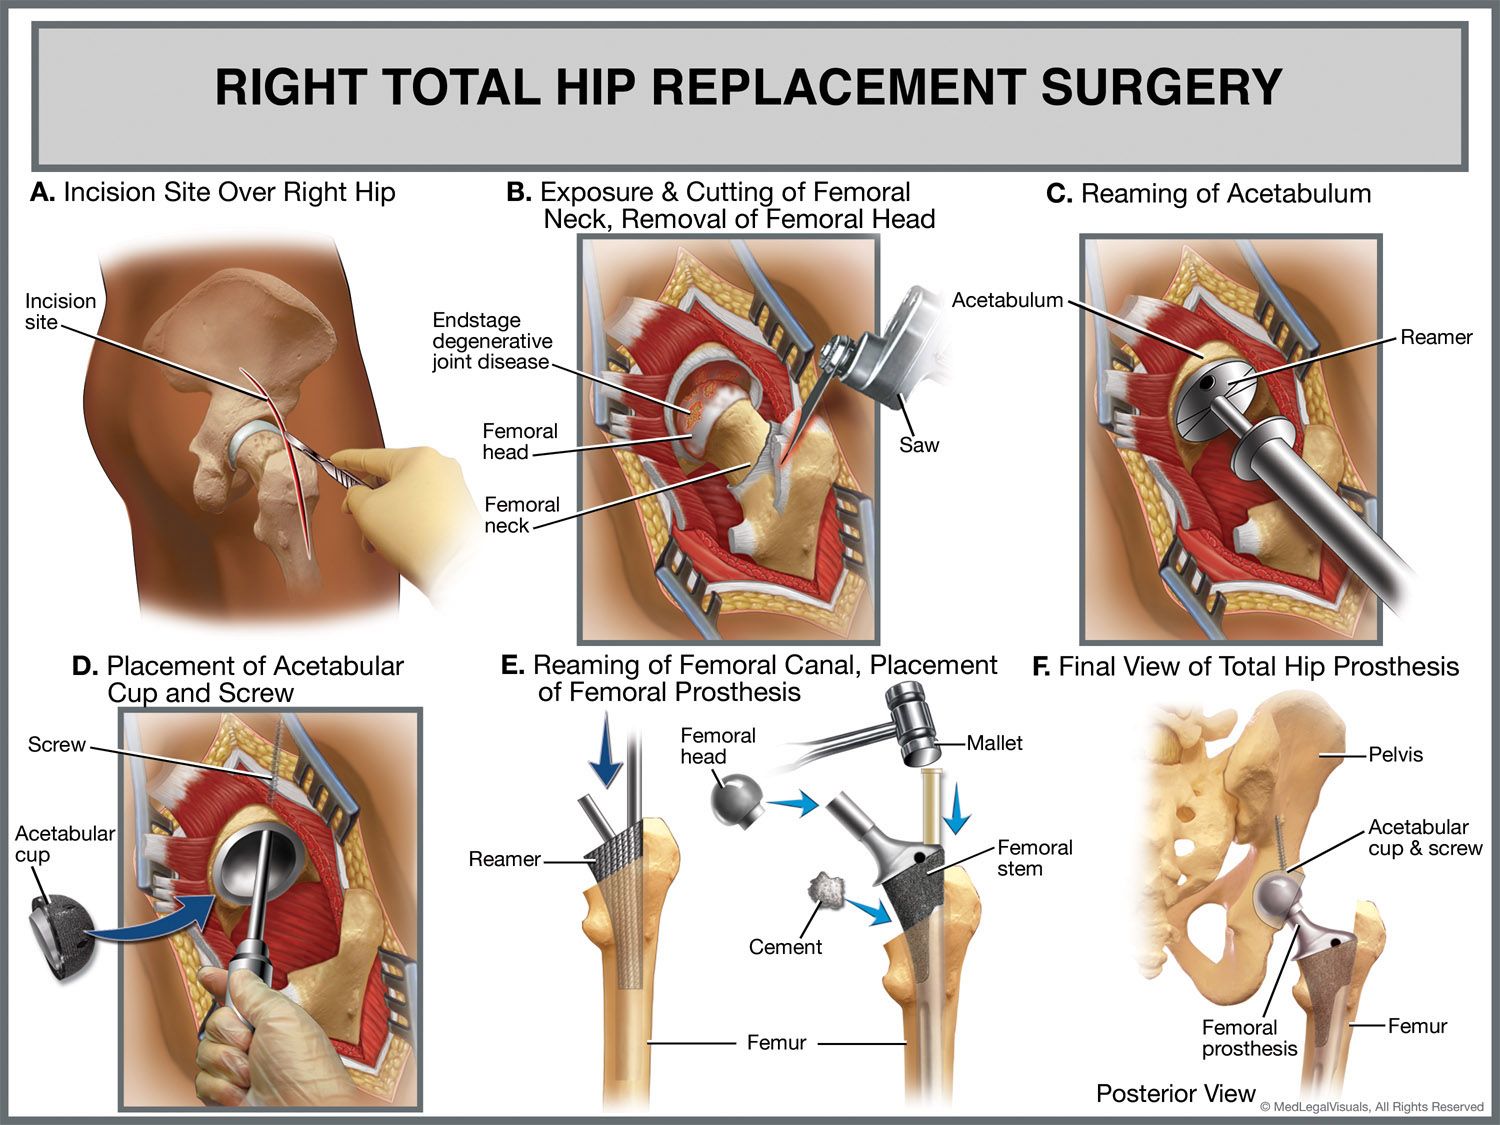 RIGHT TOTAL HIP REPLACEMENT SURGERY
A. Incision Site Over Right Hip
Incision
site
B. Exposure & Cutting of Femoral
Neck, Removal of Femoral Head
Endstage
degenerative
joint disease
Femoral
head
Femoral
neck
Saw
C. Reaming of Acetabulum
Acetabulum
Reamer
D. Placement of Acetabular
Cup and Screw
Screw
Acetabular
cup
E. Reaming of Femoral Canal, Placement
of Femoral Prosthesis
Femoral
head
Mallet
Reamer
Femoral
stem
Cement
Femur
F. Final View of Total Hip Prosthesis
Pelvis
Acetabular
cup & screw
Femoral
prosthesis
Femur
Posterior View
© MedLegalVisuals, All Rights Reserved